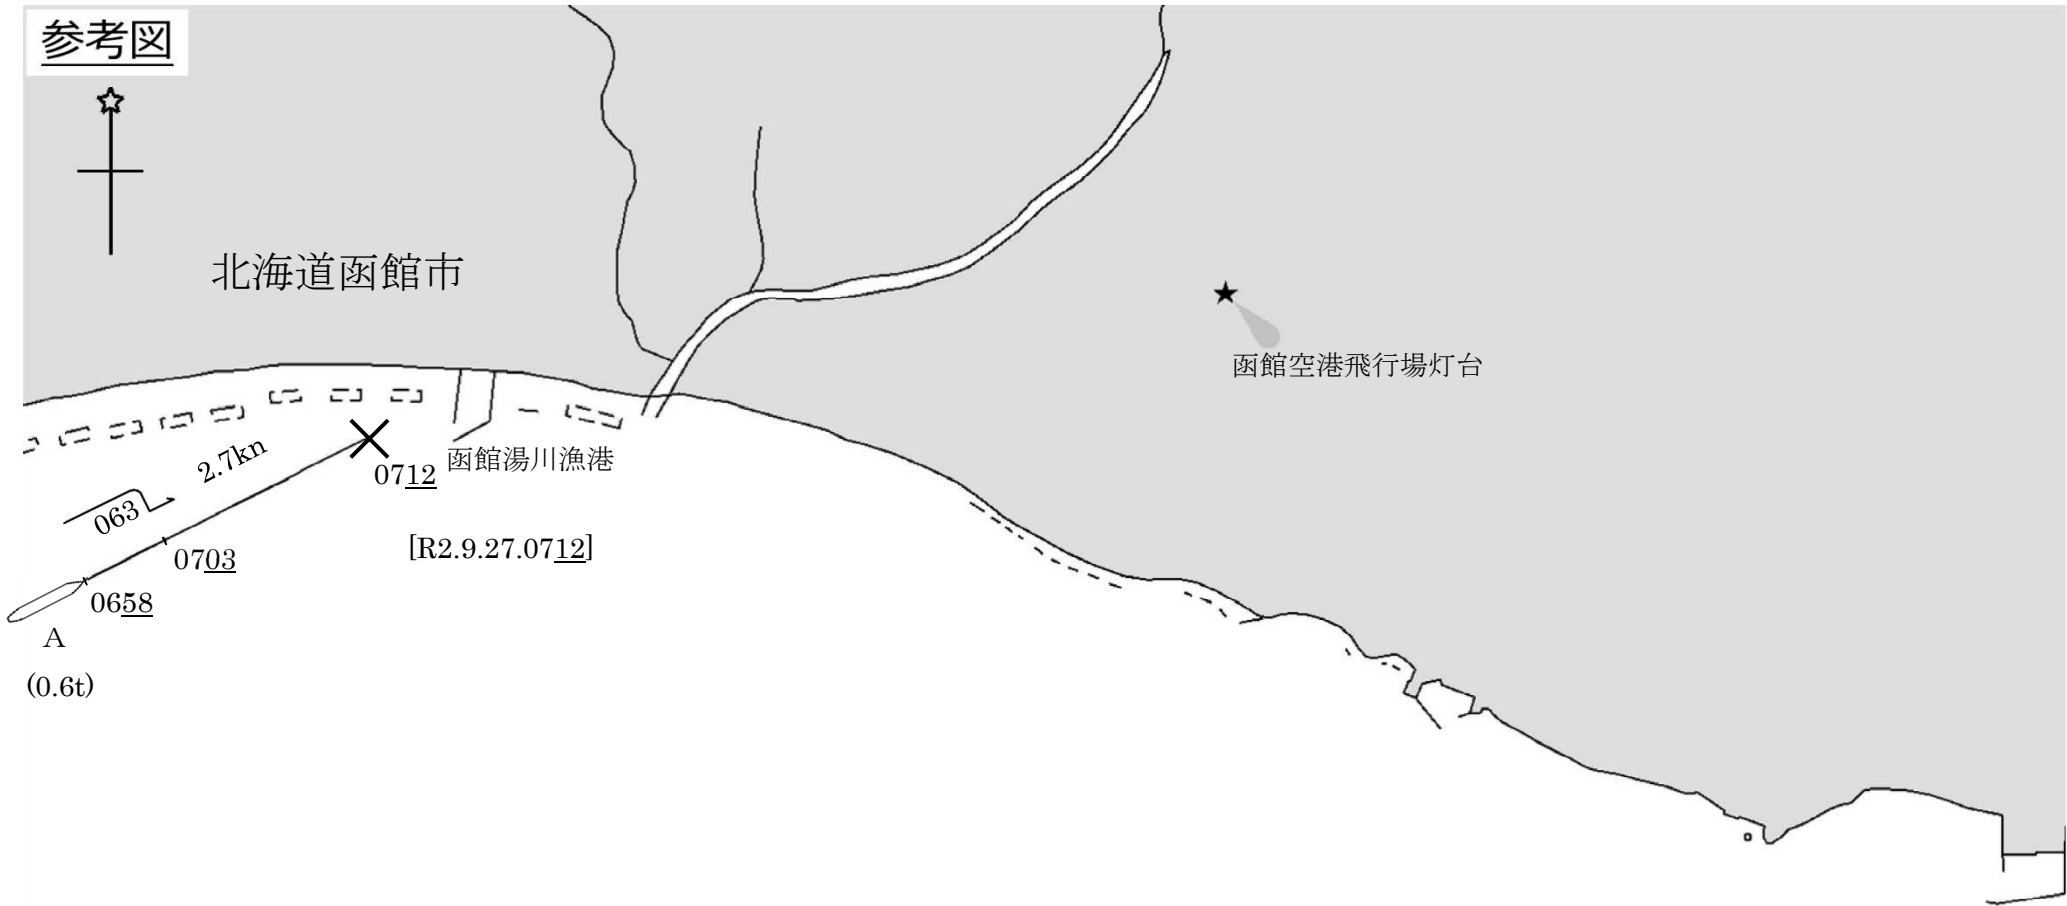 参考図
北海道函館市
函館空港飛行場灯台
2.7kn
063
0712
函館湯川漁港
[R2.9.27.0712]
0703
0658
A
(0.6t)